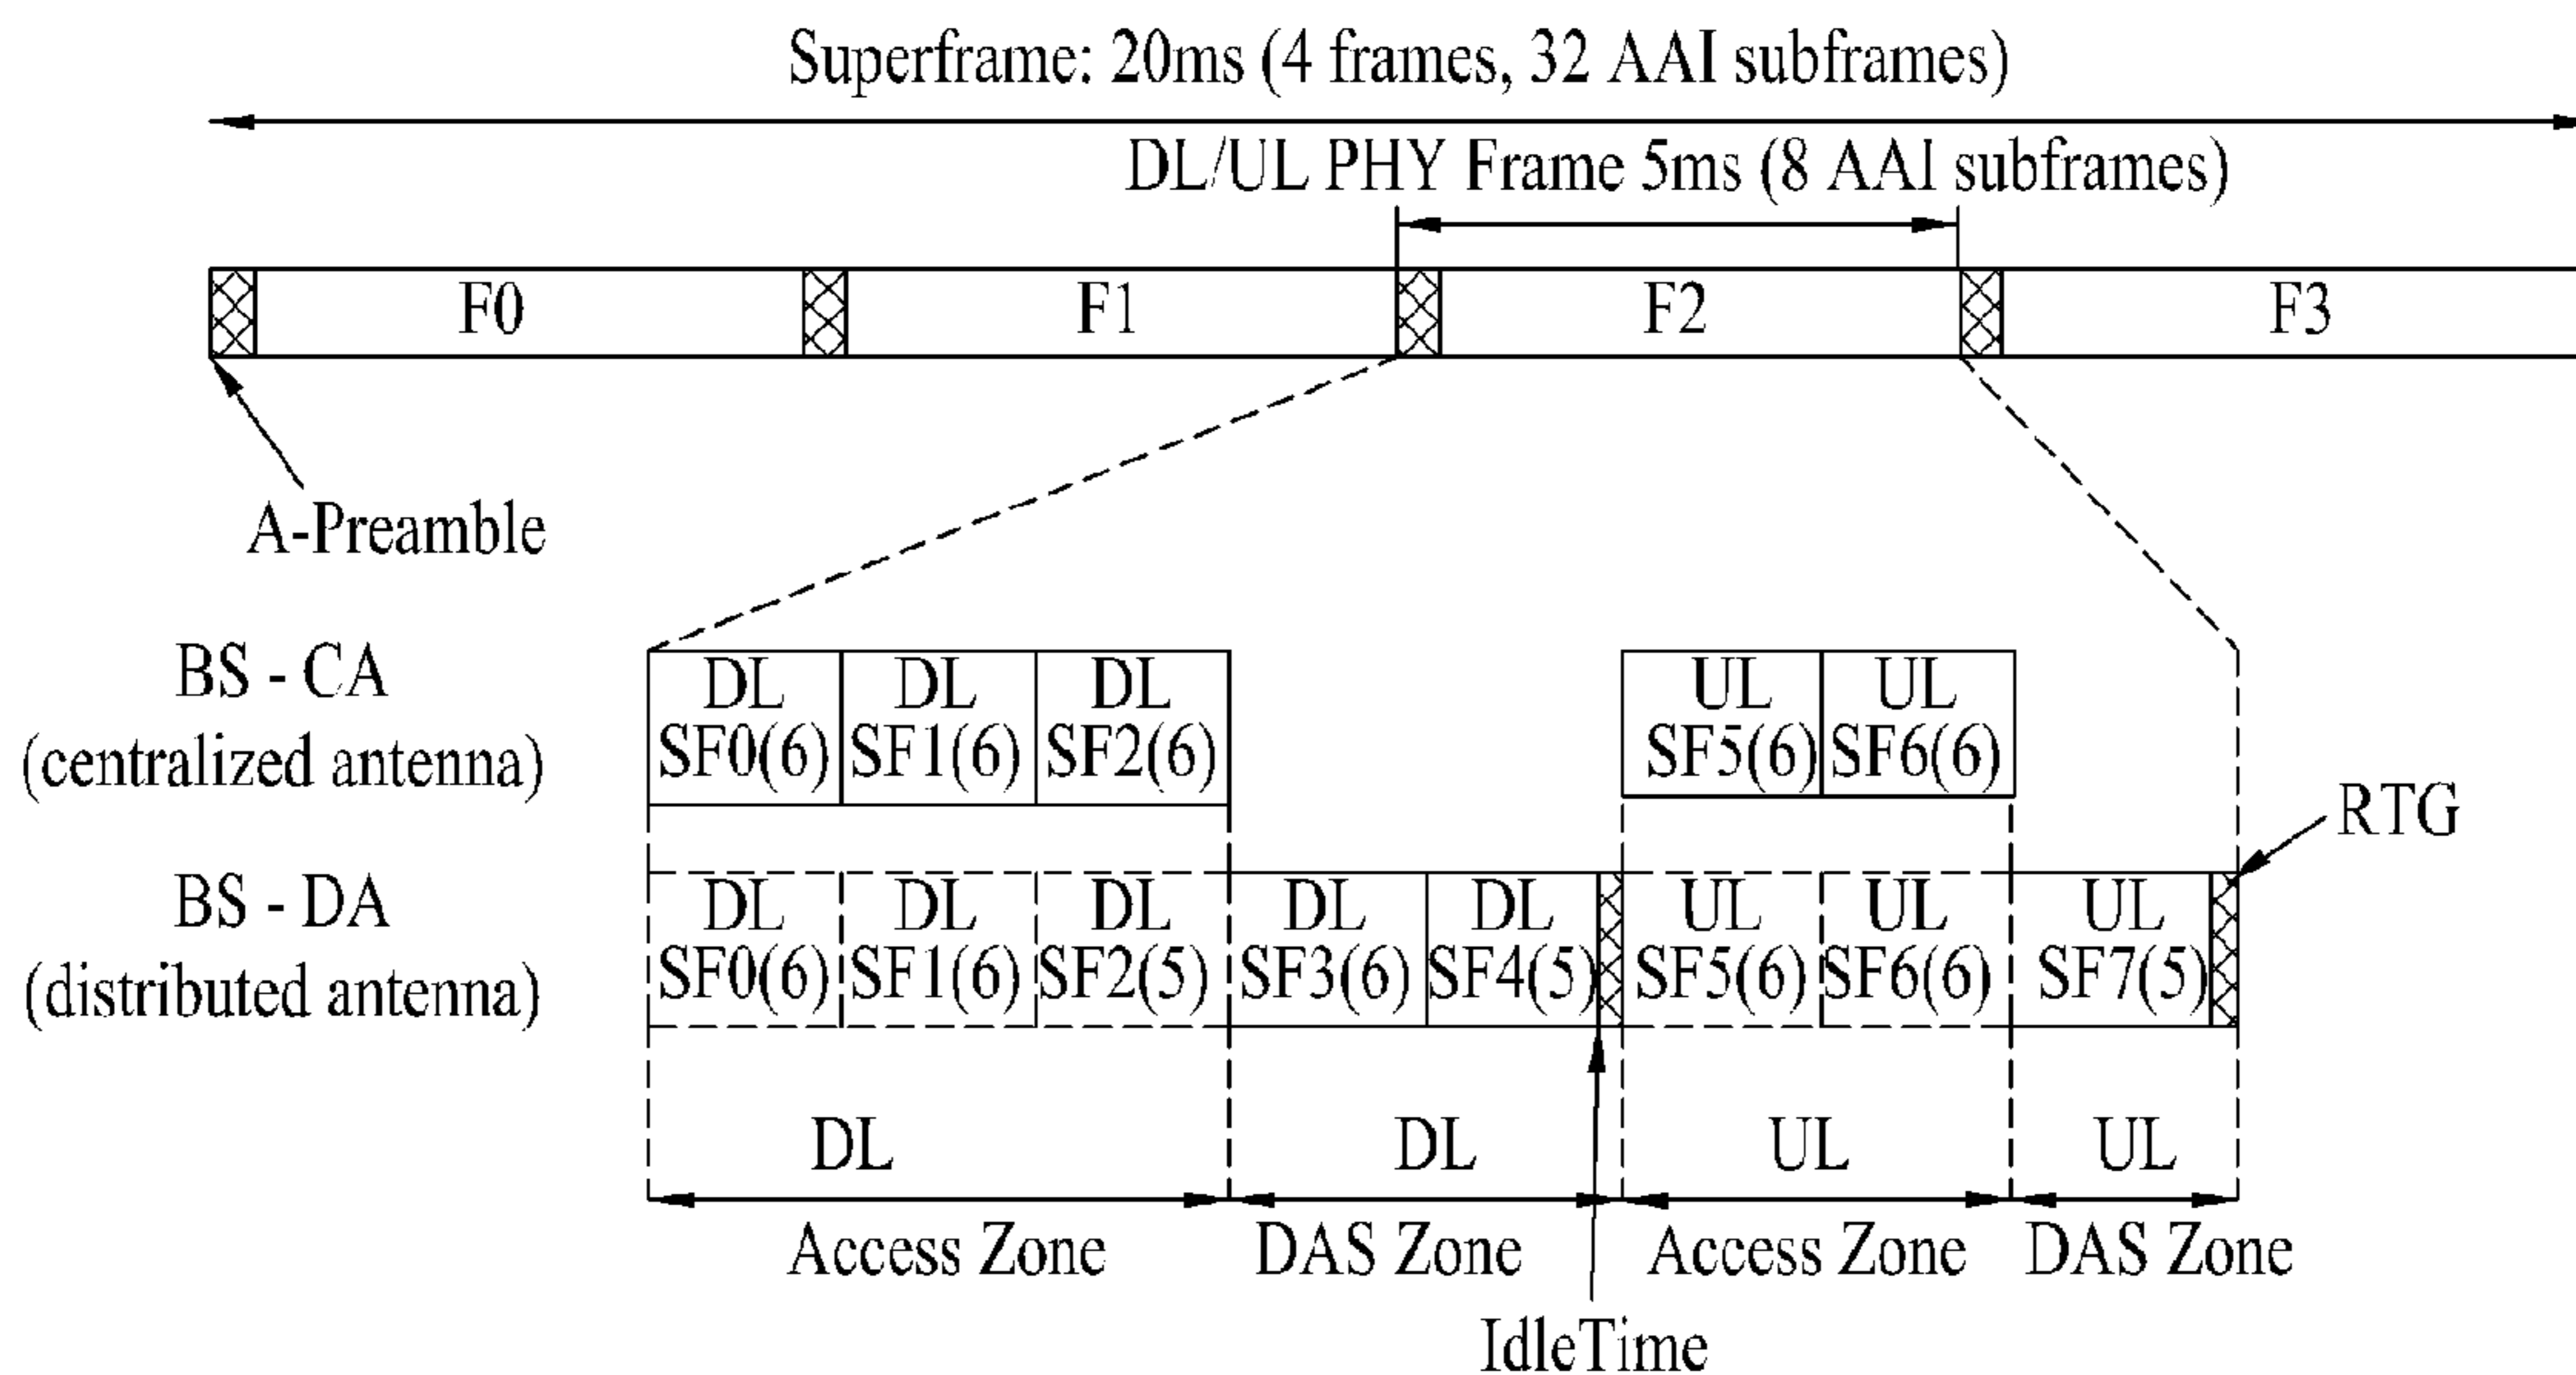 Superframe: 20ms (4 frames, 32 AAI subframes)
DL/UL PHY Frame 5ms (8 AAI subframes)
F0 F1 F2 F3
A-Preamble
BS - CA
(centralized antenna)
DL DL DL UL UL
SF0(6) SF1(6) SF2(6) SF5(6) SF6(6)
RTG
BS - DA
(distributed antenna)
DL DL DL DL DL UL UL UL
SF0(6) SF1(6) SF2(5) SF3(6) SF4(5) SF5(6) SF6(6) SF7(5)
DL DL UL UL
Access Zone DAS Zone Access Zone DAS Zone
IdleTime